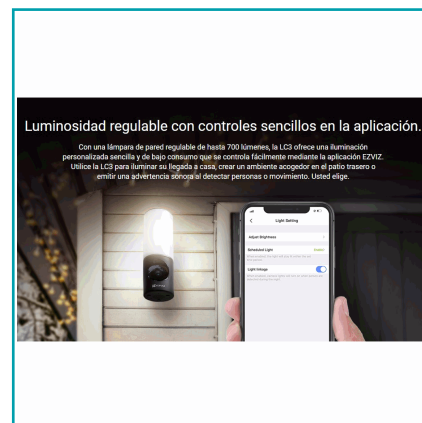 Luminosidad regulable con controles sencillos en la aplicación.
Con una lámpara de pared regulable de hasta 700 lúmenes, la LC3 ofrece una iluminación
personalizada sencilla y de bajo consumo que se controla fácilmente mediante la aplicación EZVIZ.
Utilice la LC3 para iluminar su llegada a casa, crear un ambiente acogedor en el patio trasero o
emitir una advertencia sonora al detectar personas o movimiento. Usted elige.
Light Setting
Adjust Brightness
Scheduled Light
Light linkage